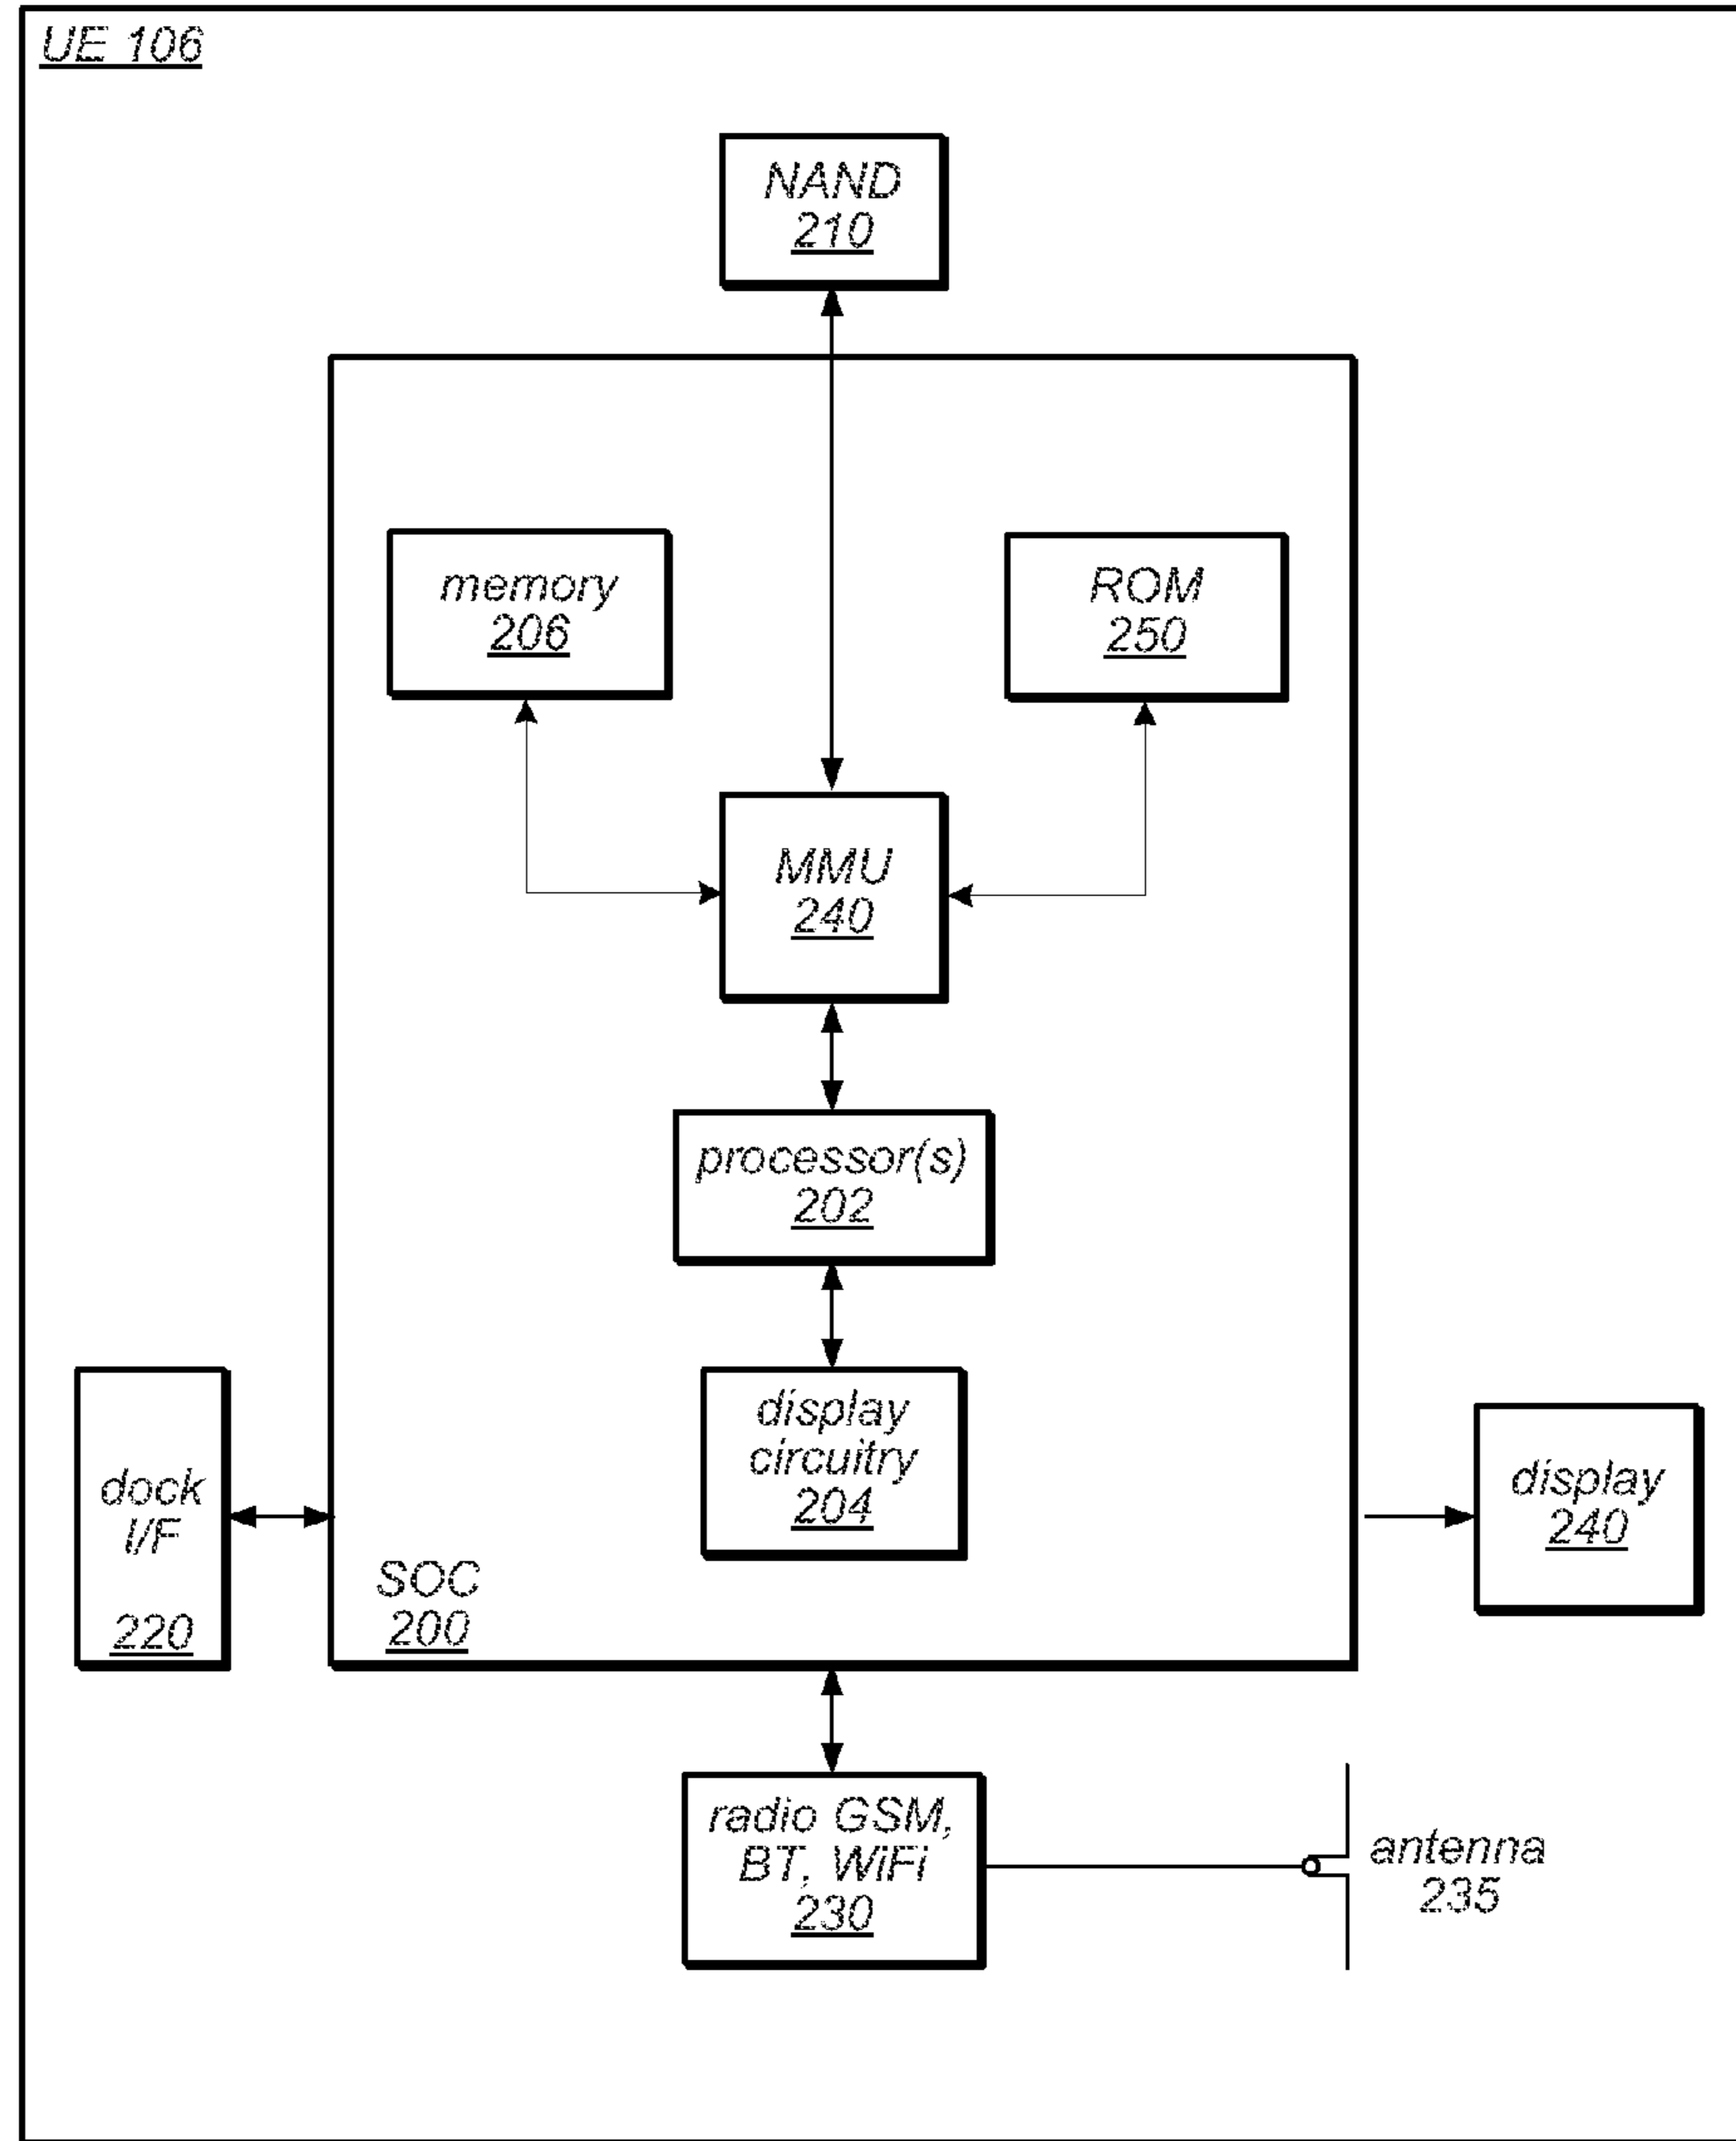 UE 106
NAND
210
memory
206
ROM
250
MMU
240
processor(s)
202
display
circuitry
204
dock
I/F
220
SOC
200
display
240
radio GSM,
BT, WiFi
230
antenna
235